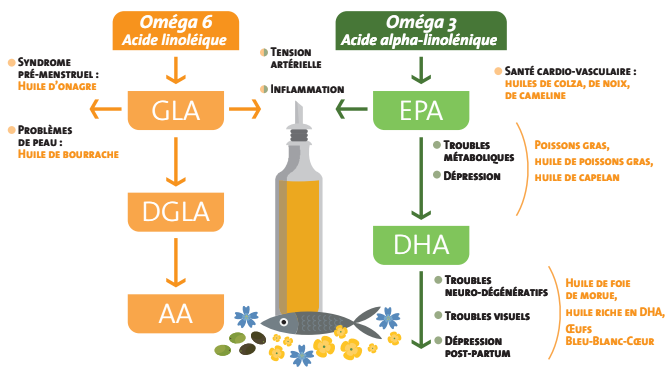 Oméga 6
Acide linoléique
Oméga 3
Acide alpha-linolénique
Syndrome
pré-menstruel :
Huile d'onagre
Problèmes
de peau :
Huile de bourrache
GLA
DGLA
AA
Tension
artérielle
Inflammation
EPA
Santé cardio-vasculaire :
huiles de colza, de noix,
de cameline
Troubles
métaboliques
Dépression
Poissons gras,
huile de poissons gras,
huile de capelan
DHA
Troubles
neuro-dégénératifs
Troubles visuels
Dépression
post-partum
Huile de foie
de morue,
huile riche en DHA,
Œufs
Bleu-Blanc-Cœur